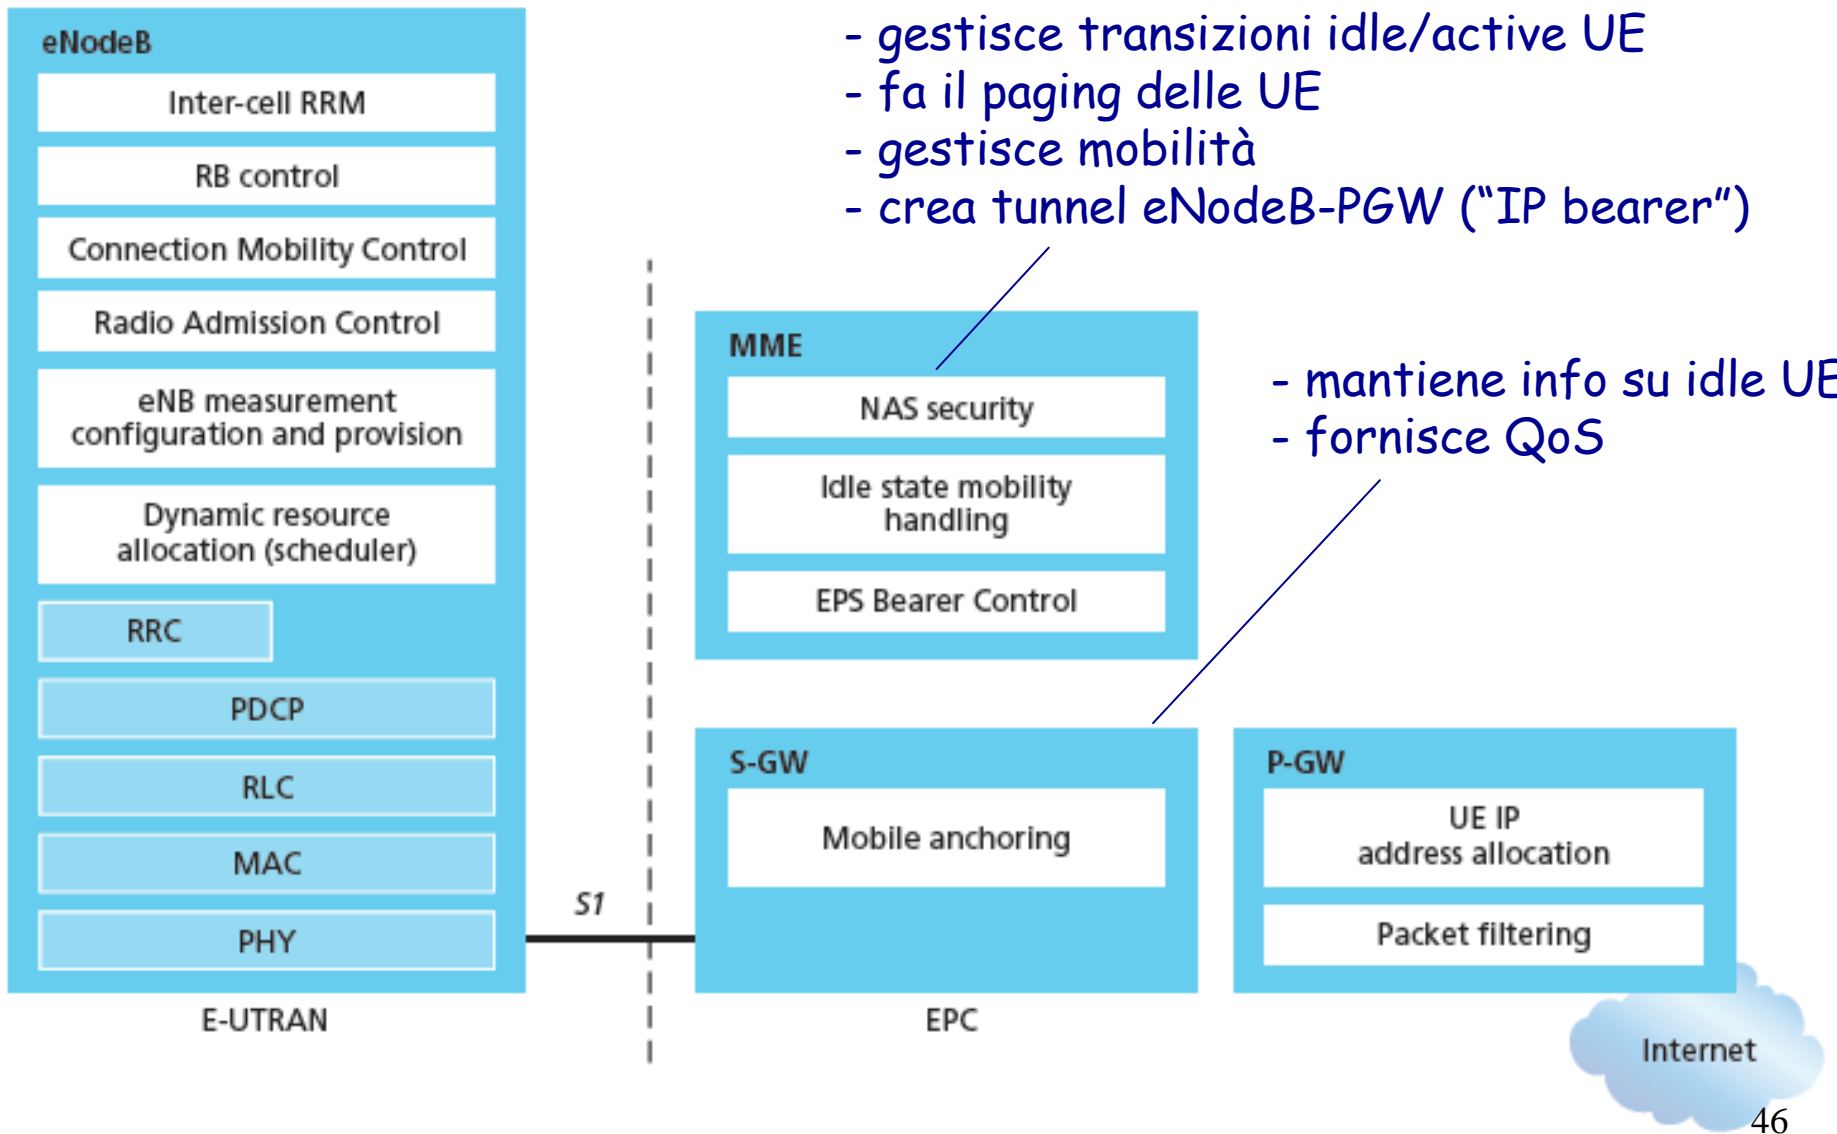 eNodeB
Inter-cell RRM
RB control
Connection Mobility Control
Radio Admission Control
eNB measurement
configuration and provision
Dynamic resource
allocation (scheduler)
RRC
PDCP
RLC
MAC
PHY
E-UTRAN
S1
- gestisce transizioni idle/active UE
- fa il paging delle UE
- gestisce mobilità
- crea tunnel eNodeB-PGW (“IP bearer”)
MME
NAS security
Idle state mobility
handling
EPS Bearer Control
- mantiene info su idle UE
- fornisce QoS
S-GW
Mobile anchoring
EPC
P-GW
UE IP
address allocation
Packet filtering
Internet
46